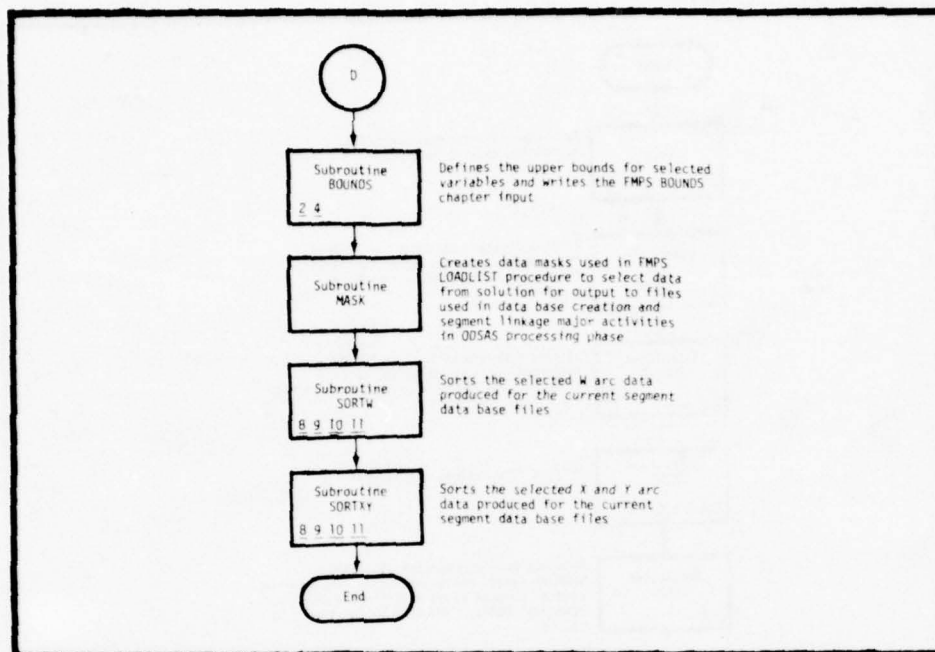 D
Subroutine
BOUNDS
2 4
Defines the upper bounds for selected
variables and writes the FMPS BOUNDS
chapter input
Subroutine
MASK
Creates data masks used in FMPS
LOADLIST procedure to select data
from solution for output to files
used in data base creation and
segment linkage major activities
in ODSAS processing phase
Subroutine
SORTW
8 9 10 11
Sorts the selected W arc data
produced for the current segment
data base files
Subroutine
SORTXY
8 9 10 11
Sorts the selected X and Y arc
data produced for the current
segment data base files
End